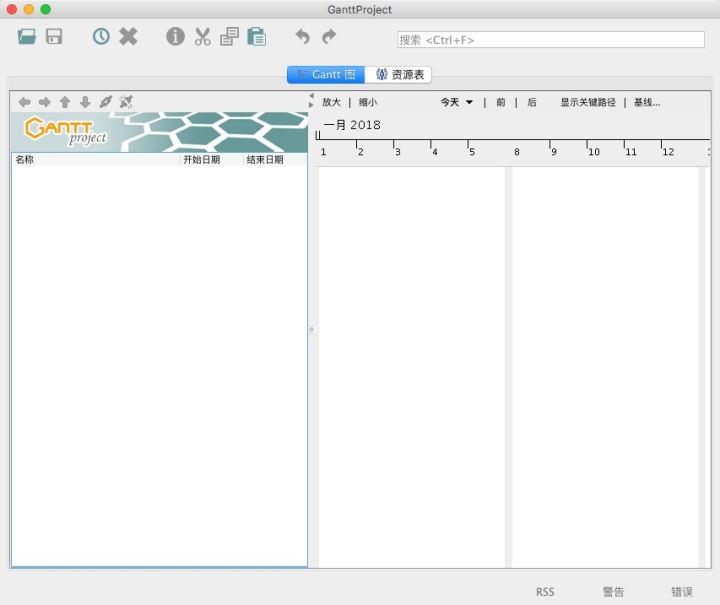 GanttProject
搜索 <Ctrl+F>
Gantt 图 资源表
放大 | 缩小 今天 | 前 | 后 显示关键路径 | 基线...
GANTT project
一月 2018
名称 开始日期 结束日期
1 2 3 4 5 8 9 10 11 12
RSS 警告 错误